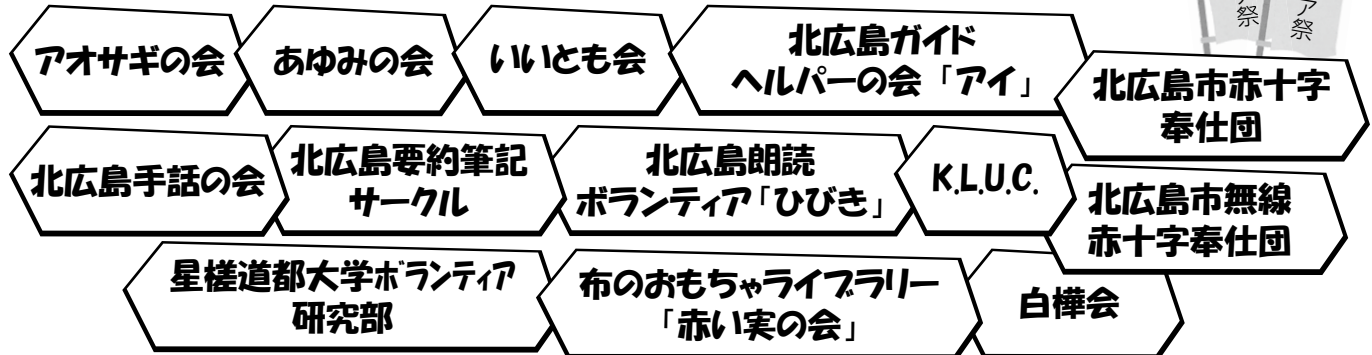 アオサギの会
あゆみの会
いいとも会
北広島ガイド
ヘルパーの会「アイ」
北広島市赤十字
奉仕団
北広島手話の会
北広島要約筆記
サークル
北広島朗読
ボランティア「ひびき」
K.L.U.C.
北広島市無線
赤十字奉仕団
星槎道都大学ボランティア
研究部
布のおもちゃライブラリー
「赤い実の会」
白樺会
ア祭
ア祭